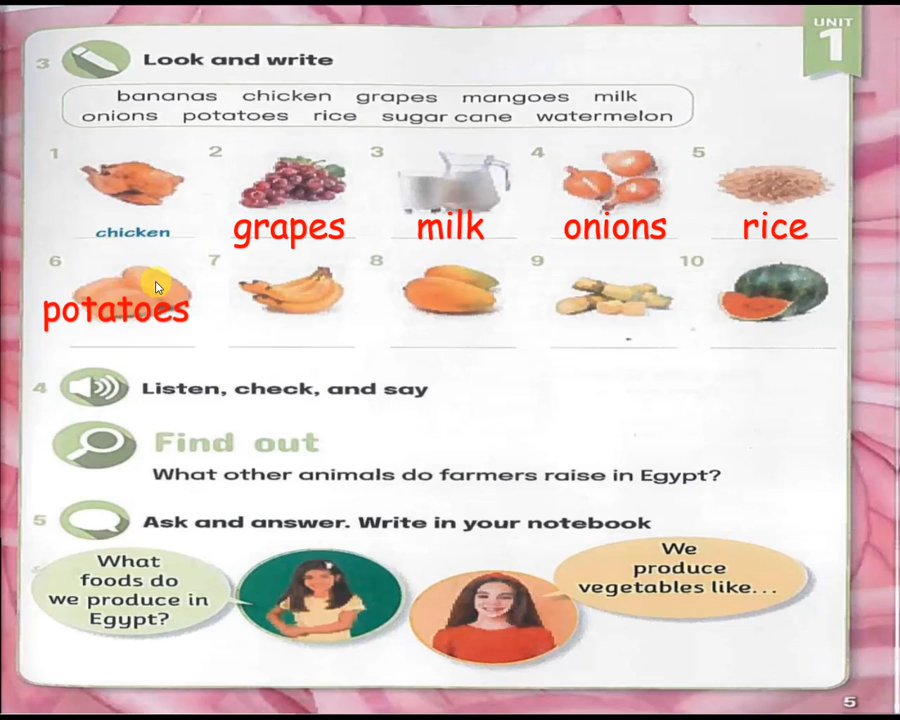 UNIT
1
3 Look and write
bananas chicken grapes mangoes milk
onions potatoes rice sugar cane watermelon
1 2 3 4 5
chicken grapes milk onions rice
6 7 8 9 10
potatoes
4 Listen, check, and say
Find out
What other animals do farmers raise in Egypt?
5 Ask and answer. Write in your notebook
What
foods do
we produce in
Egypt?
We
produce
vegetables like...
5